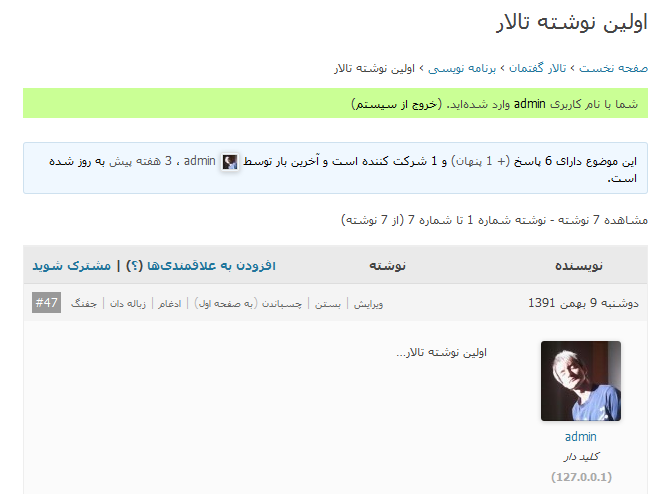 اولین نوشته تالار
صفحه نخست › تالار گفتمان › برنامه نویسی › اولین نوشته تالار
شما با نام کاربری admin وارد شده‌اید. (خروج از سیستم)
این موضوع دارای 6 پاسخ (+ 1 پنهان) و 1 شرکت کننده است و آخرین بار توسط admin ، 3 هفته پیش به روز شده
است.
مشاهده 7 نوشته - نوشته شماره 1 تا شماره 7 (از 7 نوشته)
نویسنده نوشته افزودن به علاقمندی‌ها (؟) | مشترک شوید
دوشنبه 9 بهمن 1391 ویرایش | بستن | چسباندن (به صفحه اول) | ادغام | زباله دان | جفنگ #47
اولین نوشته تالار...
admin
کلید دار
(127.0.0.1)